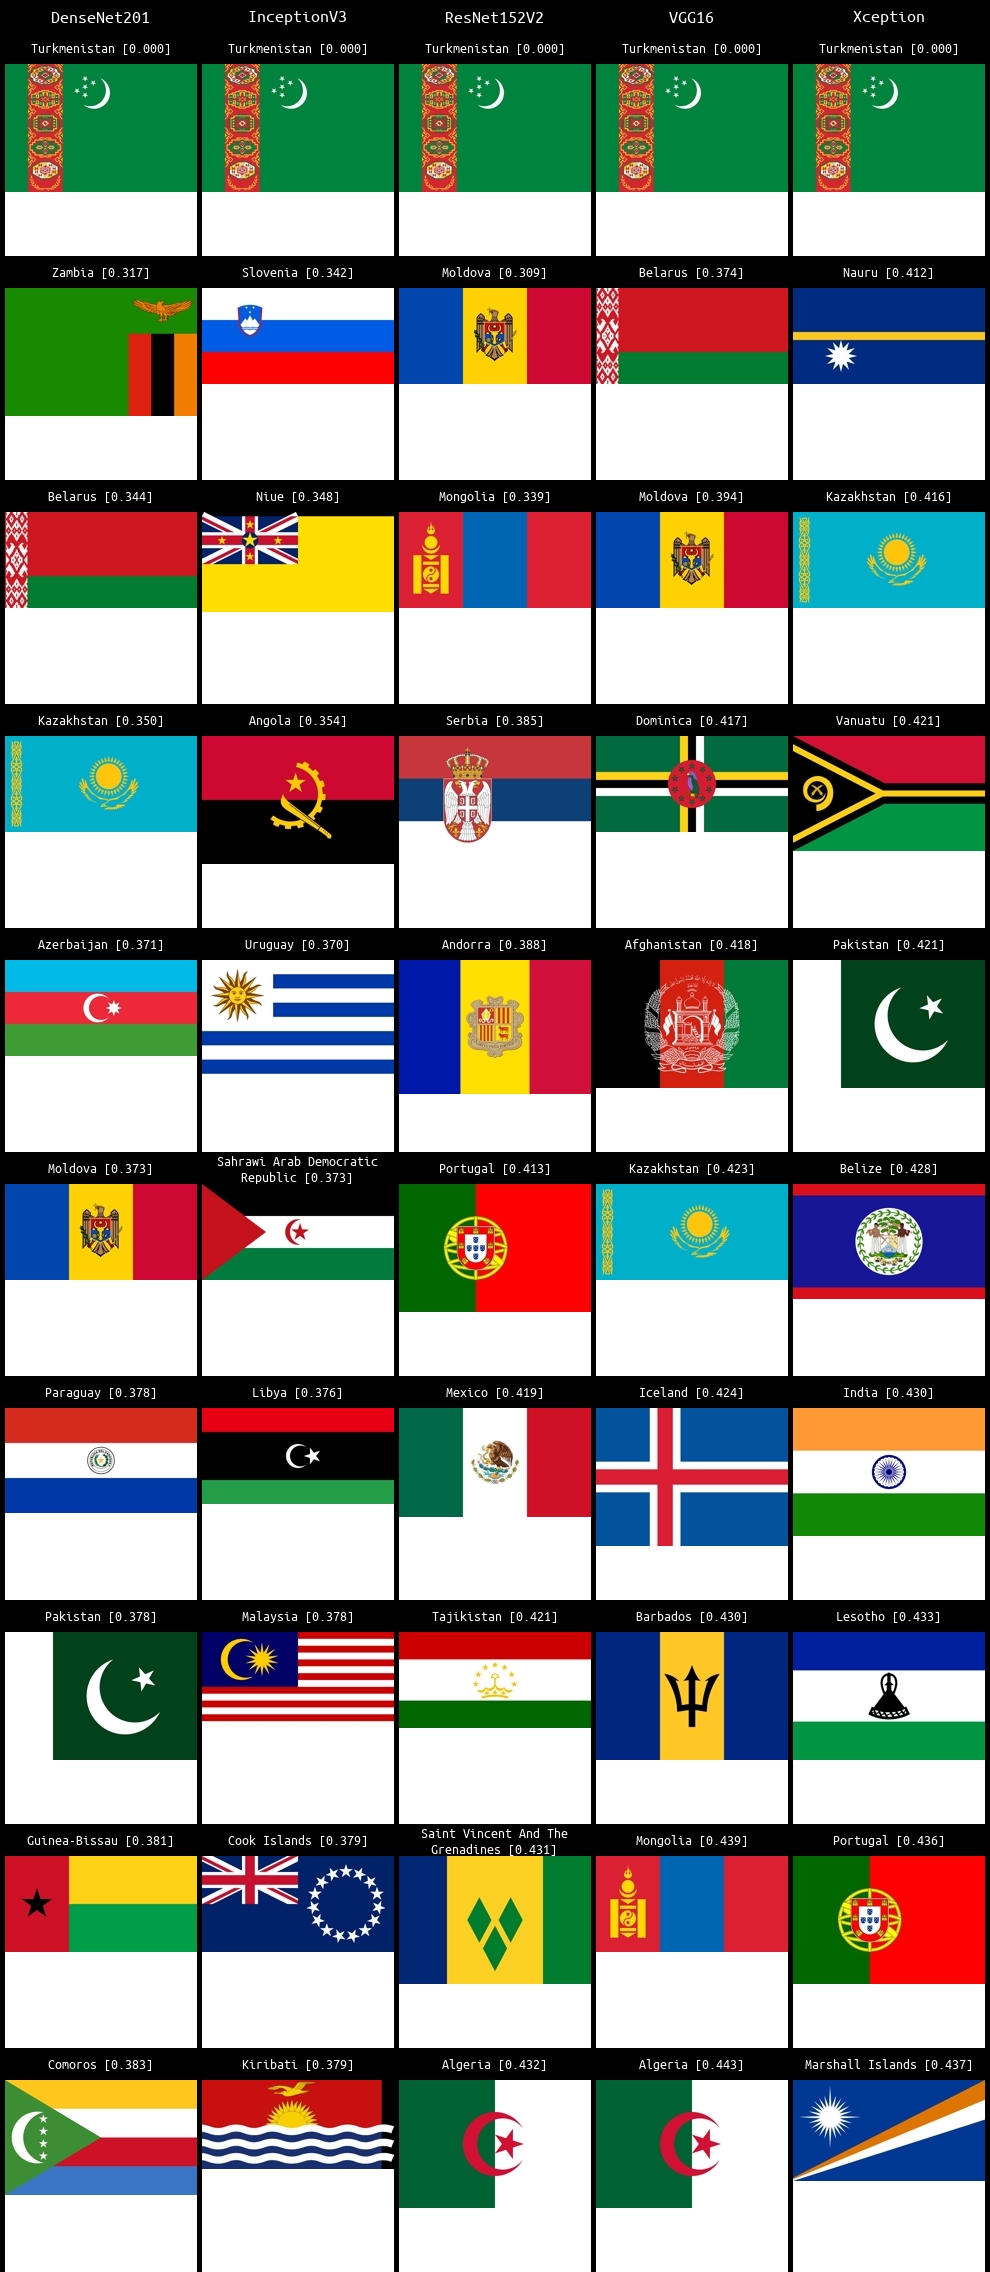 DenseNet201 InceptionV3 ResNet152V2 VGG16 Xception
Turkmenistan [0.000] Turkmenistan [0.000] Turkmenistan [0.000] Turkmenistan [0.000] Turkmenistan [0.000]
Zambia [0.317] Slovenia [0.342] Moldova [0.309] Belarus [0.374] Nauru [0.412]
Belarus [0.344] Niue [0.348] Mongolia [0.339] Moldova [0.394] Kazakhstan [0.416]
Kazakhstan [0.350] Angola [0.354] Serbia [0.385] Dominica [0.417] Vanuatu [0.421]
Azerbaijan [0.371] Uruguay [0.370] Andorra [0.388] Afghanistan [0.418] Pakistan [0.421]
Sahrawi Arab Democratic
Moldova [0.373] Republic [0.373] Portugal [0.413] Kazakhstan [0.423] Belize [0.428]
Paraguay [0.378] Libya [0.376] Mexico [0.419] Iceland [0.424] India [0.430]
Pakistan [0.378] Malaysia [0.378] Tajikistan [0.421] Barbados [0.430] Lesotho [0.433]
Saint Vincent And The
Guinea-Bissau [0.381] Cook Islands [0.379] Grenadines [0.431] Mongolia [0.439] Portugal [0.436]
Comoros [0.383] Kiribati [0.379] Algeria [0.432] Algeria [0.443] Marshall Islands [0.437]